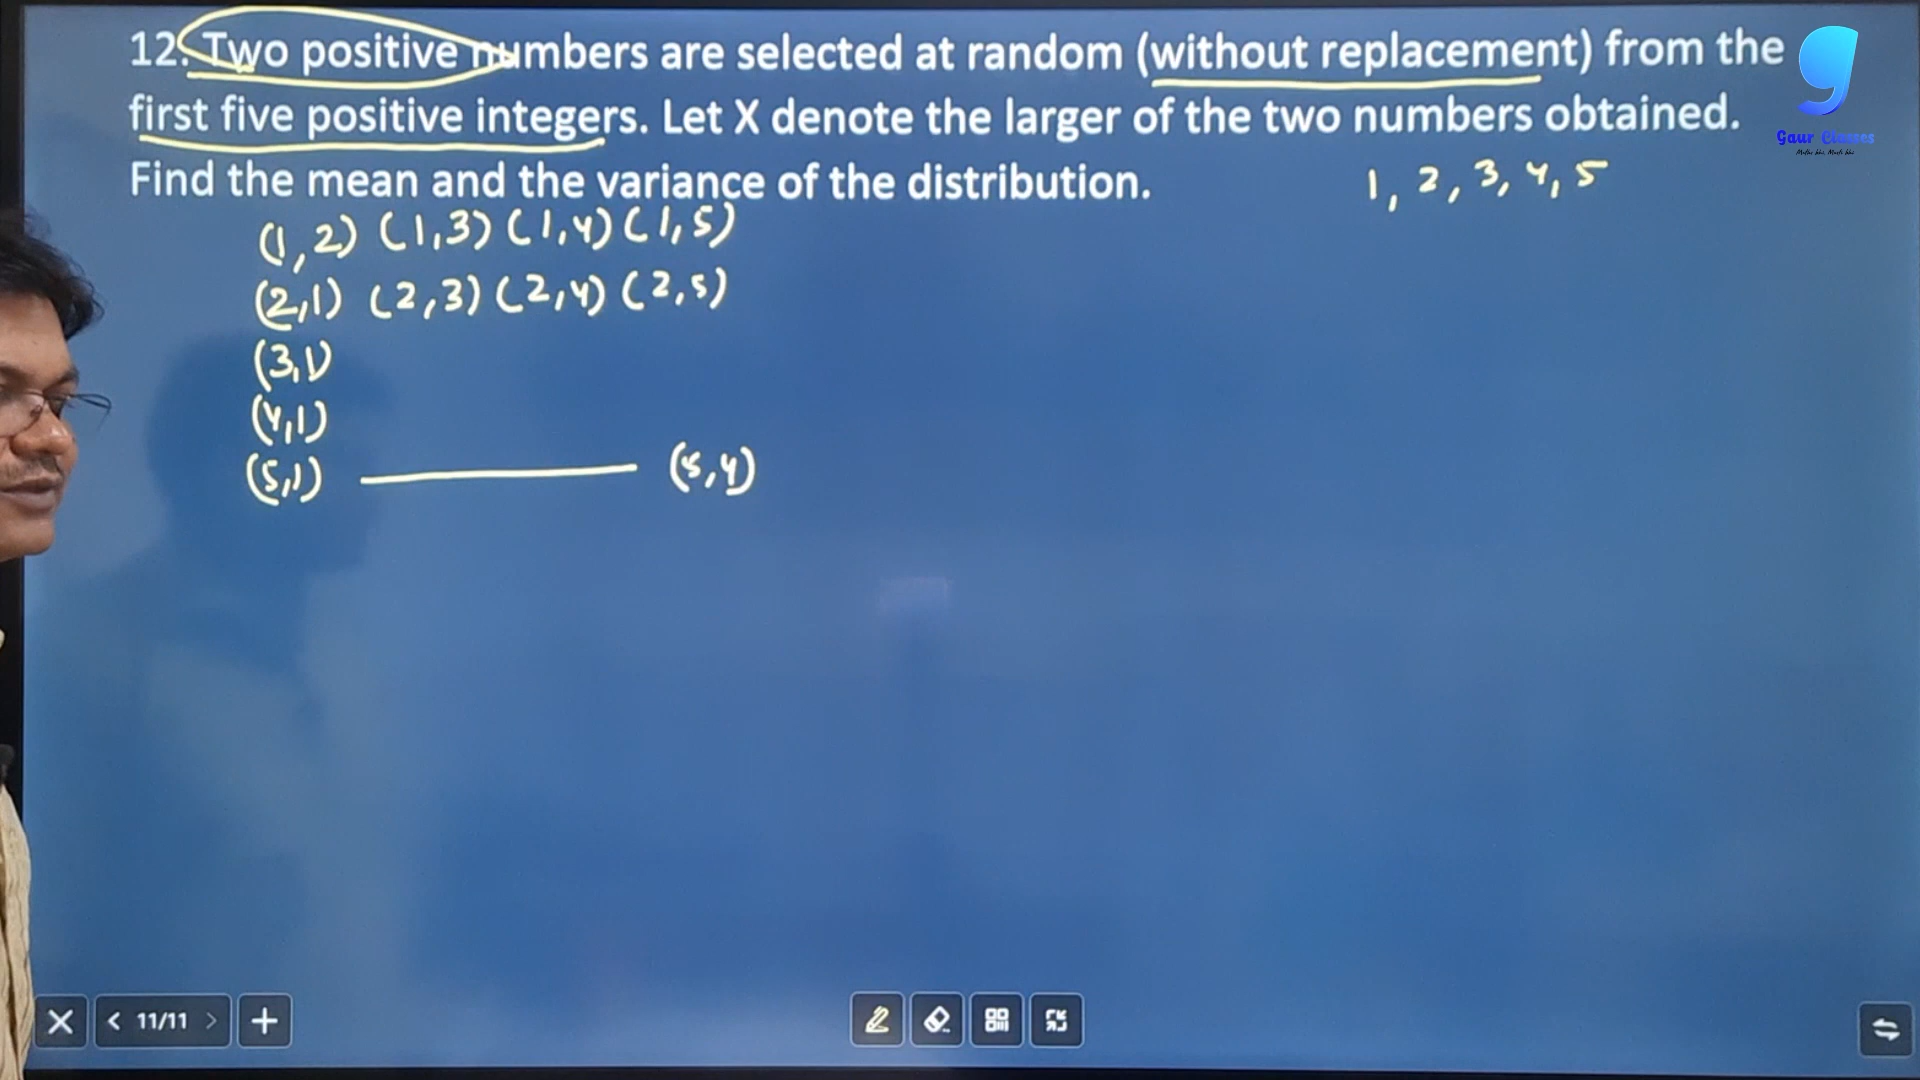 12. Two positive numbers are selected at random (without replacement) from the
first five positive integers. Let X denote the larger of the two numbers obtained.
Find the mean and the variance of the distribution.
1, 2, 3, 4, 5
(1,2) (1,3) (1,4) (1,5)
(2,1) (2,3) (2,4) (2,5)
(3,1)
(4,1)
(5,1) (5,4)
Gaur Classes
11/11